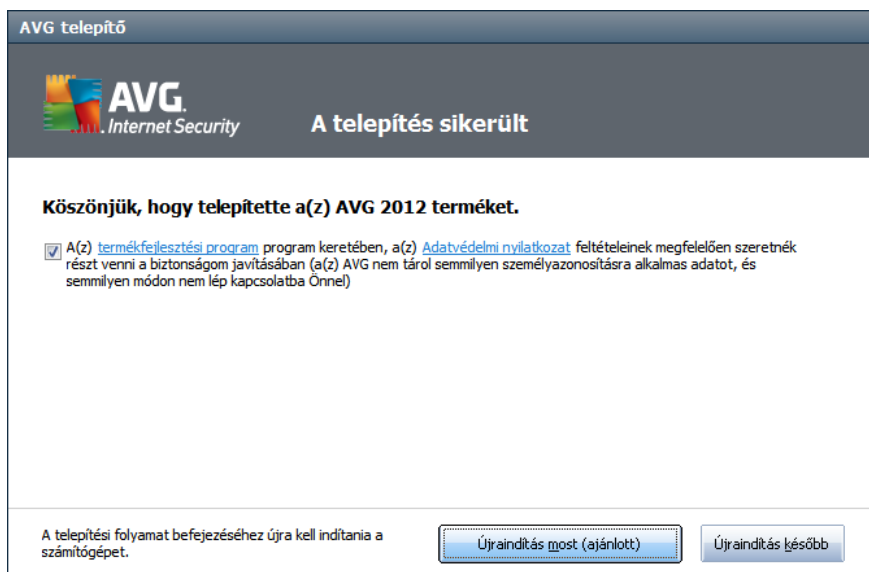 AVG telepítő
AVG.
Internet Security
A telepítés sikerült
Köszönjük, hogy telepítette a(z) AVG 2012 terméket.
A(z) termékfejlesztési program program keretében, a(z) Adatvédelmi nyilatkozat feltételeinek megfelelően szeretnék
részt venni a biztonságom javításában (a(z) AVG nem tárol semmilyen személyazonosításra alkalmas adatot, és
semmilyen módon nem lép kapcsolatba Önnel)
A telepítési folyamat befejezéséhez újra kell indítania a
számítógépet.
Újraindítás most (ajánlott)
Újraindítás később